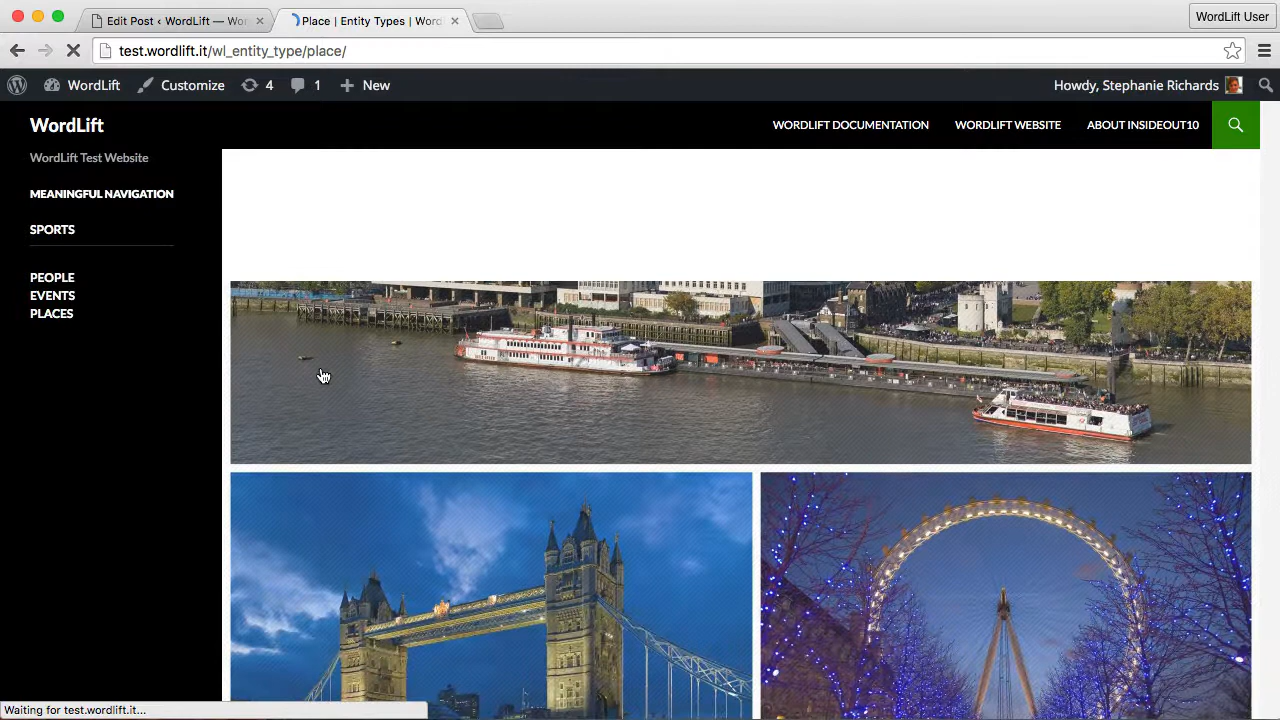 Edit Post ‹ WordLift — Wor
Place | Entity Types | Word
WordLift User
test.wordlift.it/wl_entity_type/place/
WordLift
Customize
4
1
New
Howdy, Stephanie Richards
WordLift
WORDLIFT DOCUMENTATION
WORDLIFT WEBSITE
ABOUT INSIDEOUT10
WordLift Test Website
MEANINGFUL NAVIGATION
SPORTS
PEOPLE
EVENTS
PLACES
Waiting for test.wordlift.it...